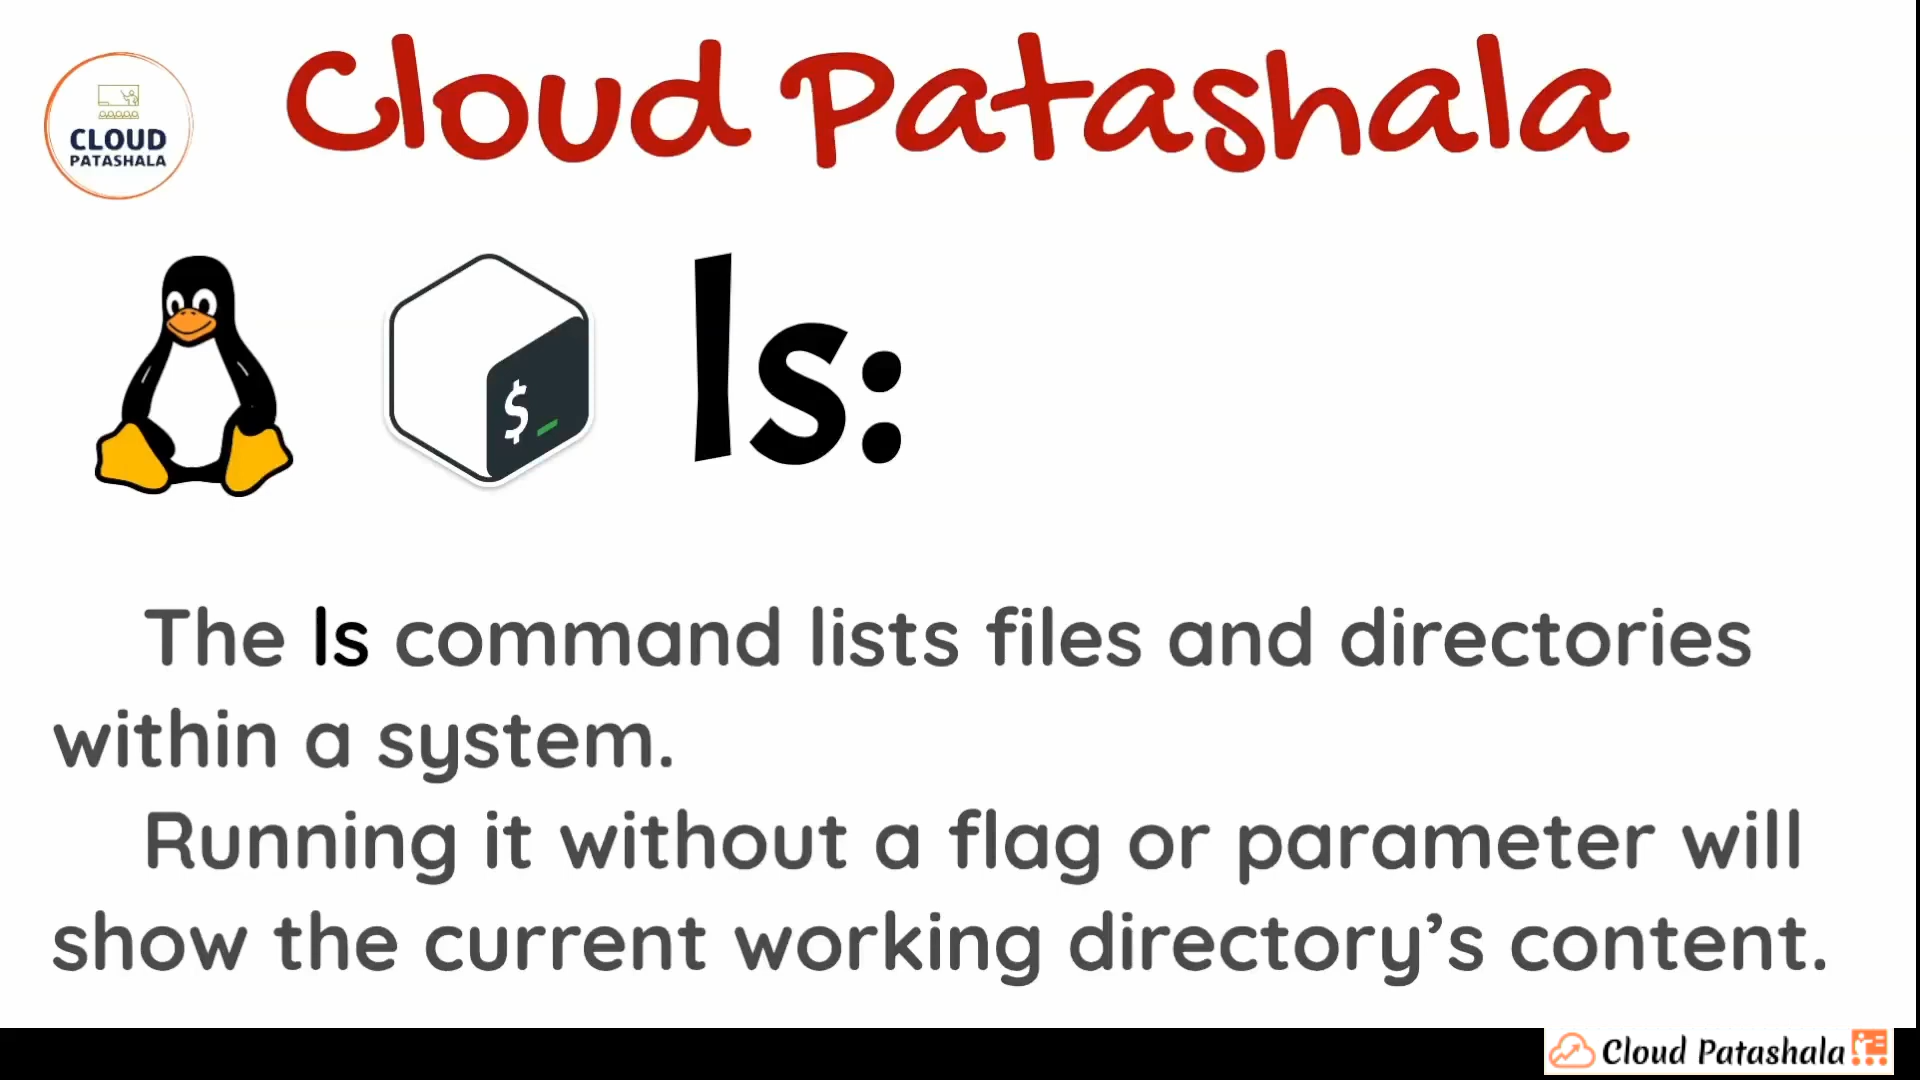 Cloud Patashala
CLOUD
PATASHALA
$_
ls:
The ls command lists files and directories
within a system.
Running it without a flag or parameter will
show the current working directory’s content.
Cloud Patashala